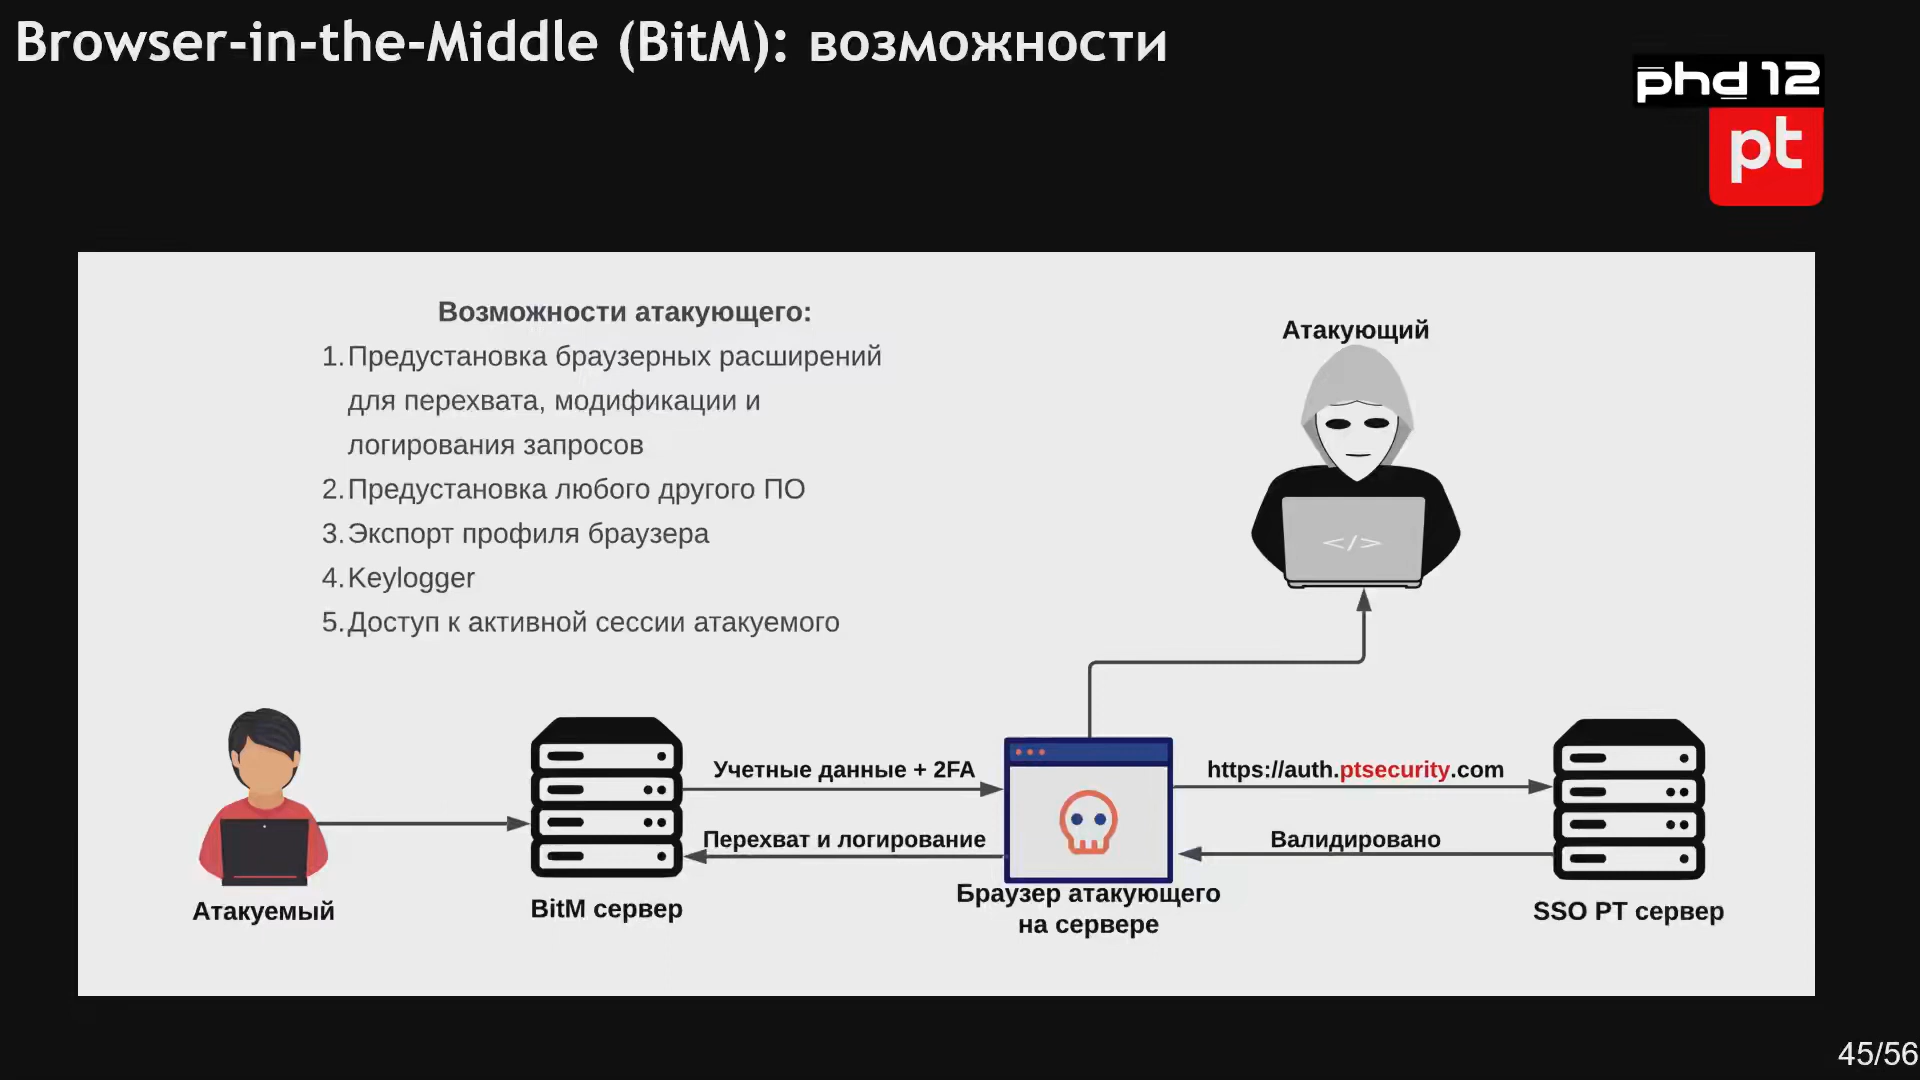 Browser-in-the-Middle (BitM): возможности
phd 12
pt
Возможности атакующего:
1. Предустановка браузерных расширений
для перехвата, модификации и
логирования запросов
2. Предустановка любого другого ПО
3. Экспорт профиля браузера
4. Keylogger
5. Доступ к активной сессии атакуемого
Атакующий
</>
Учетные данные + 2FA
https://auth.ptsecurity.com
Перехват и логирование
Валидировано
Атакуемый
BitM сервер
Браузер атакующего
на сервере
SSO PT сервер
45/56